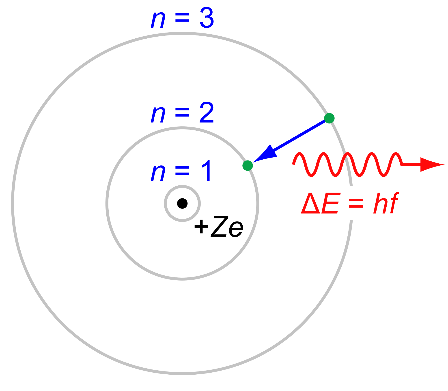 n = 3
n = 2
n = 1
+Ze
ΔE = hf